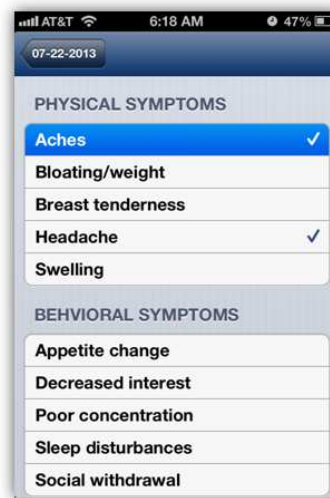 AT&T 6:18 AM 47%
07-22-2013
PHYSICAL SYMPTOMS
Aches
Bloating/weight
Breast tenderness
Headache
Swelling
BEHVIORAL SYMPTOMS
Appetite change
Decreased interest
Poor concentration
Sleep disturbances
Social withdrawal